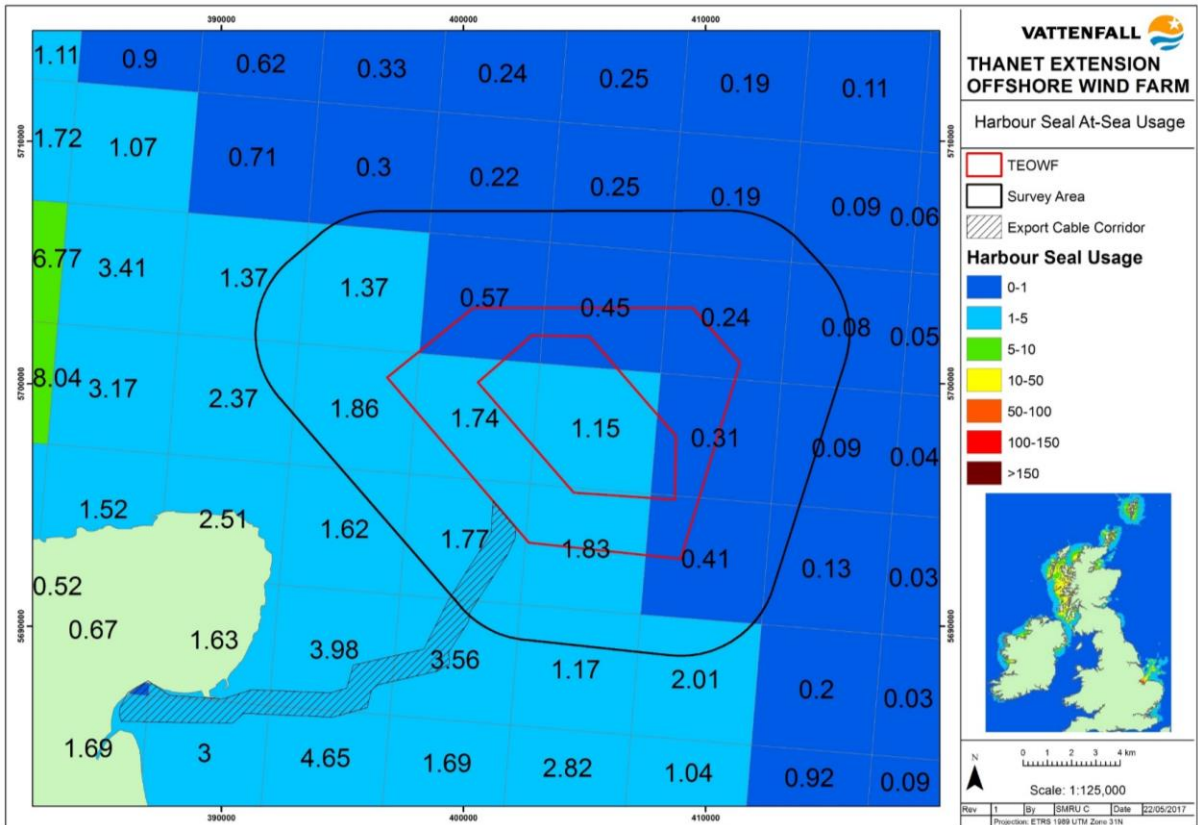 390000 400000 410000
1.11 0.9 0.62 0.33 0.24 0.25 0.19 0.11
5710000 5710000
1.72 1.07 0.71 0.3 0.22 0.25 0.19 0.09 0.06
6.77 3.41 1.37 1.37 0.57 0.45 0.24 0.08 0.05
5700000 5700000
8.04 3.17 2.37 1.86 1.74 1.15 0.31 0.09 0.04
1.52 2.51 1.62 1.77 1.83 0.41 0.13 0.03
0.52
5690000 5690000
0.67 1.63 3.98 3.56 1.17 2.01 0.2 0.03
1.69 3 4.65 1.69 2.82 1.04 0.92 0.09
390000 400000 410000
VATTENFALL
THANET EXTENSION
OFFSHORE WIND FARM
Harbour Seal At-Sea Usage
TEOWF
Survey Area
Export Cable Corridor
Harbour Seal Usage
0-1
1-5
5-10
10-50
50-100
100-150
>150
N
0 1 2 3 4 km
Scale: 1:125,000
Rev 1 By SMRU C Date 22/05/2017
Projection: ETRS 1989 UTM Zone 31N